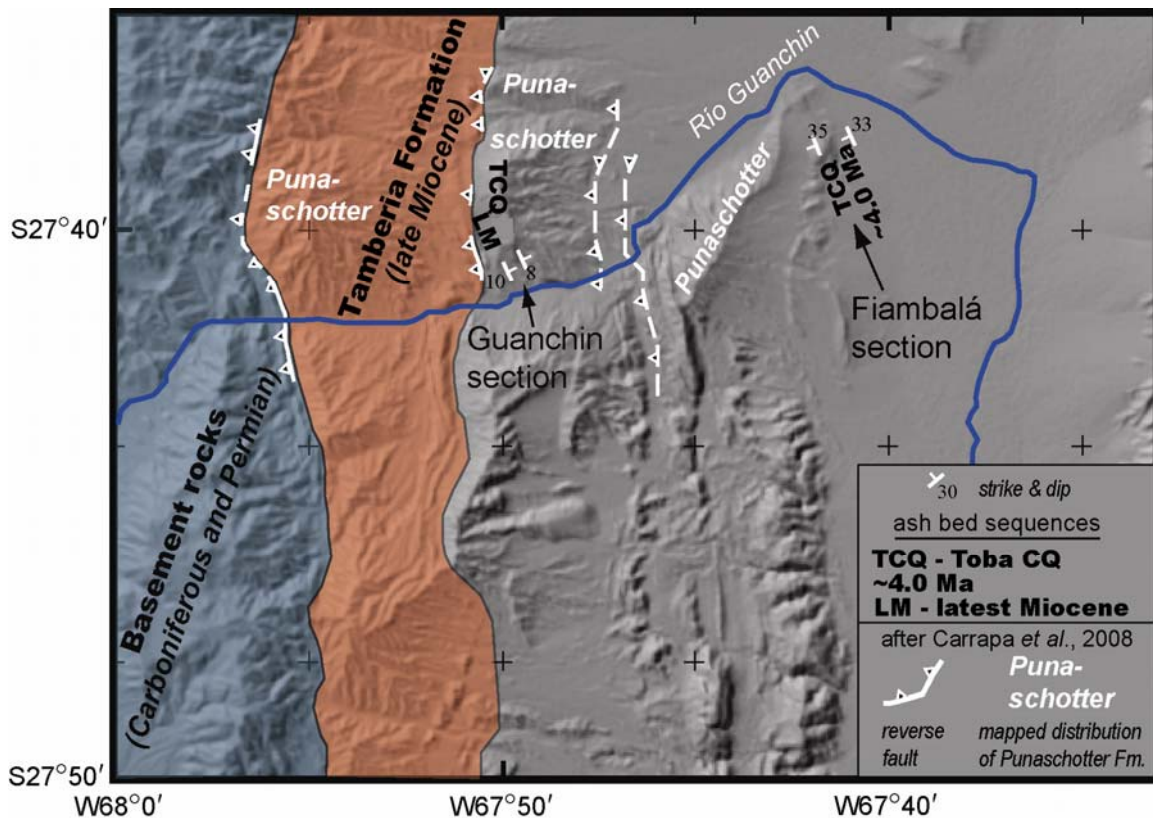 Tamberia Formation
(late Miocene)
Puna-
schotter
Puna-
schotter
Río Guanchin
35
33
TCQ
~4.0 Ma
TCQ
LM
Punaschotter
S27°40′
10
8
Guanchin
section
Fiambalá
section
Basement rocks
(Carboniferous and Permian)
30
strike & dip
ash bed sequences
TCQ - Toba CQ
~4.0 Ma
LM - latest Miocene
after Carrapa et al., 2008
Puna-
schotter
reverse
fault
mapped distribution
of Punaschotter Fm.
S27°50′
W68°0′
W67°50′
W67°40′